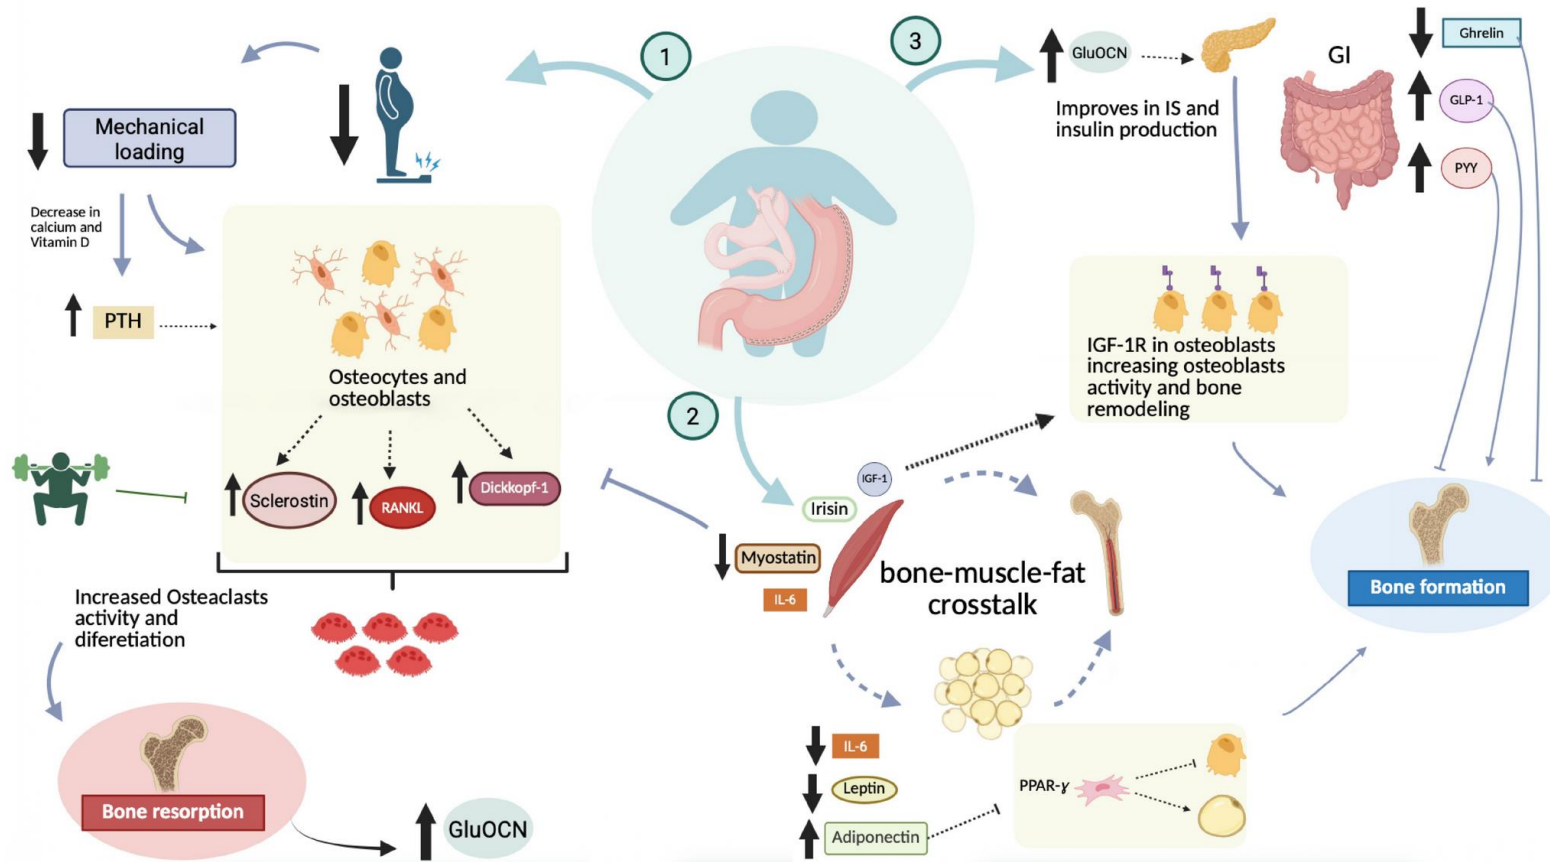 1
Mechanical
loading
Decrease in
calcium and
Vitamin D
PTH
Osteocytes and
osteoblasts
Sclerostin
RANKL
Dickkopf-1
Increased Osteaclasts
activity and
diferetiation
Bone resorption
GluOCN
2
IGF-1
Irisin
Myostatin
IL-6
bone-muscle-fat
crosstalk
IL-6
Leptin
Adiponectin
PPAR-γ
3
GluOCN
Improves in IS and
insulin production
GI
Ghrelin
GLP-1
PYY
IGF-1R in osteoblasts
increasing osteoblasts
activity and bone
remodeling
Bone formation